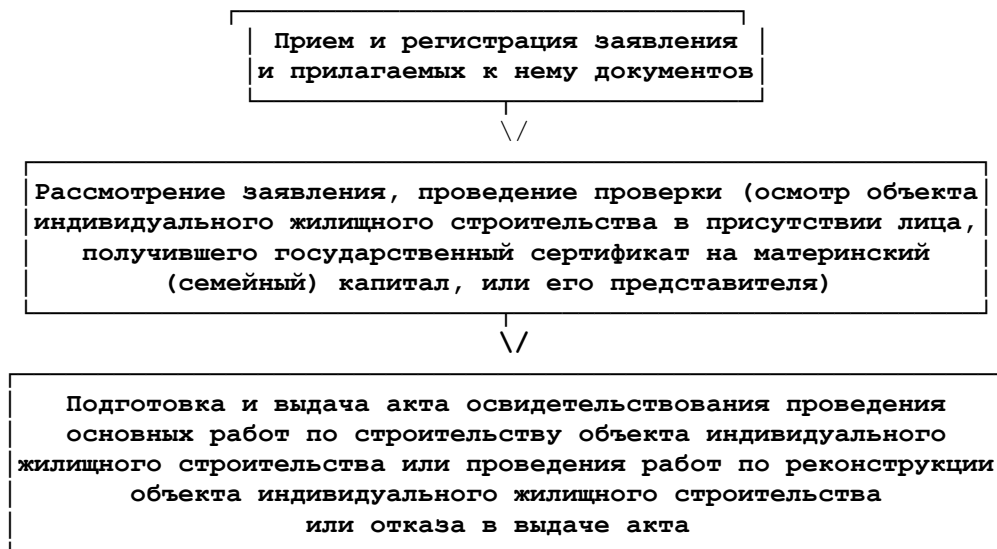 Прием и регистрация заявления
и прилагаемых к нему документов
Рассмотрение заявления, проведение проверки (осмотр объекта
индивидуального жилищного строительства в присутствии лица,
получившего государственный сертификат на материнский
(семейный) капитал, или его представителя)
Подготовка и выдача акта освидетельствования проведения
основных работ по строительству объекта индивидуального
жилищного строительства или проведения работ по реконструкции
объекта индивидуального жилищного строительства
или отказа в выдаче акта